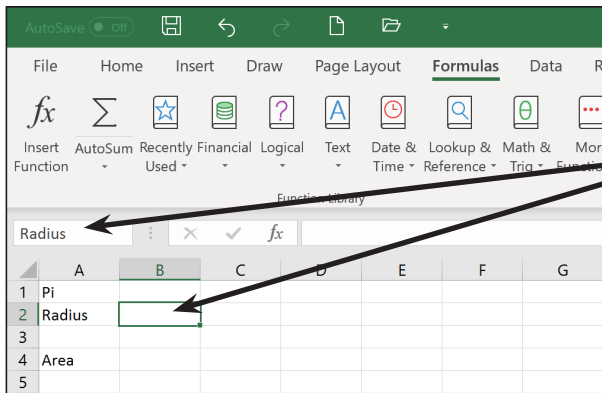 AutoSave Off
File Home Insert Draw Page Layout Formulas Data R
fx Σ ? A θ
Insert Function AutoSum Recently Used Financial Logical Text Date & Time Lookup & Reference Math & Trig
Function Library
Radius fx
A B C D E F G
1 Pi
2 Radius
3
4 Area
5